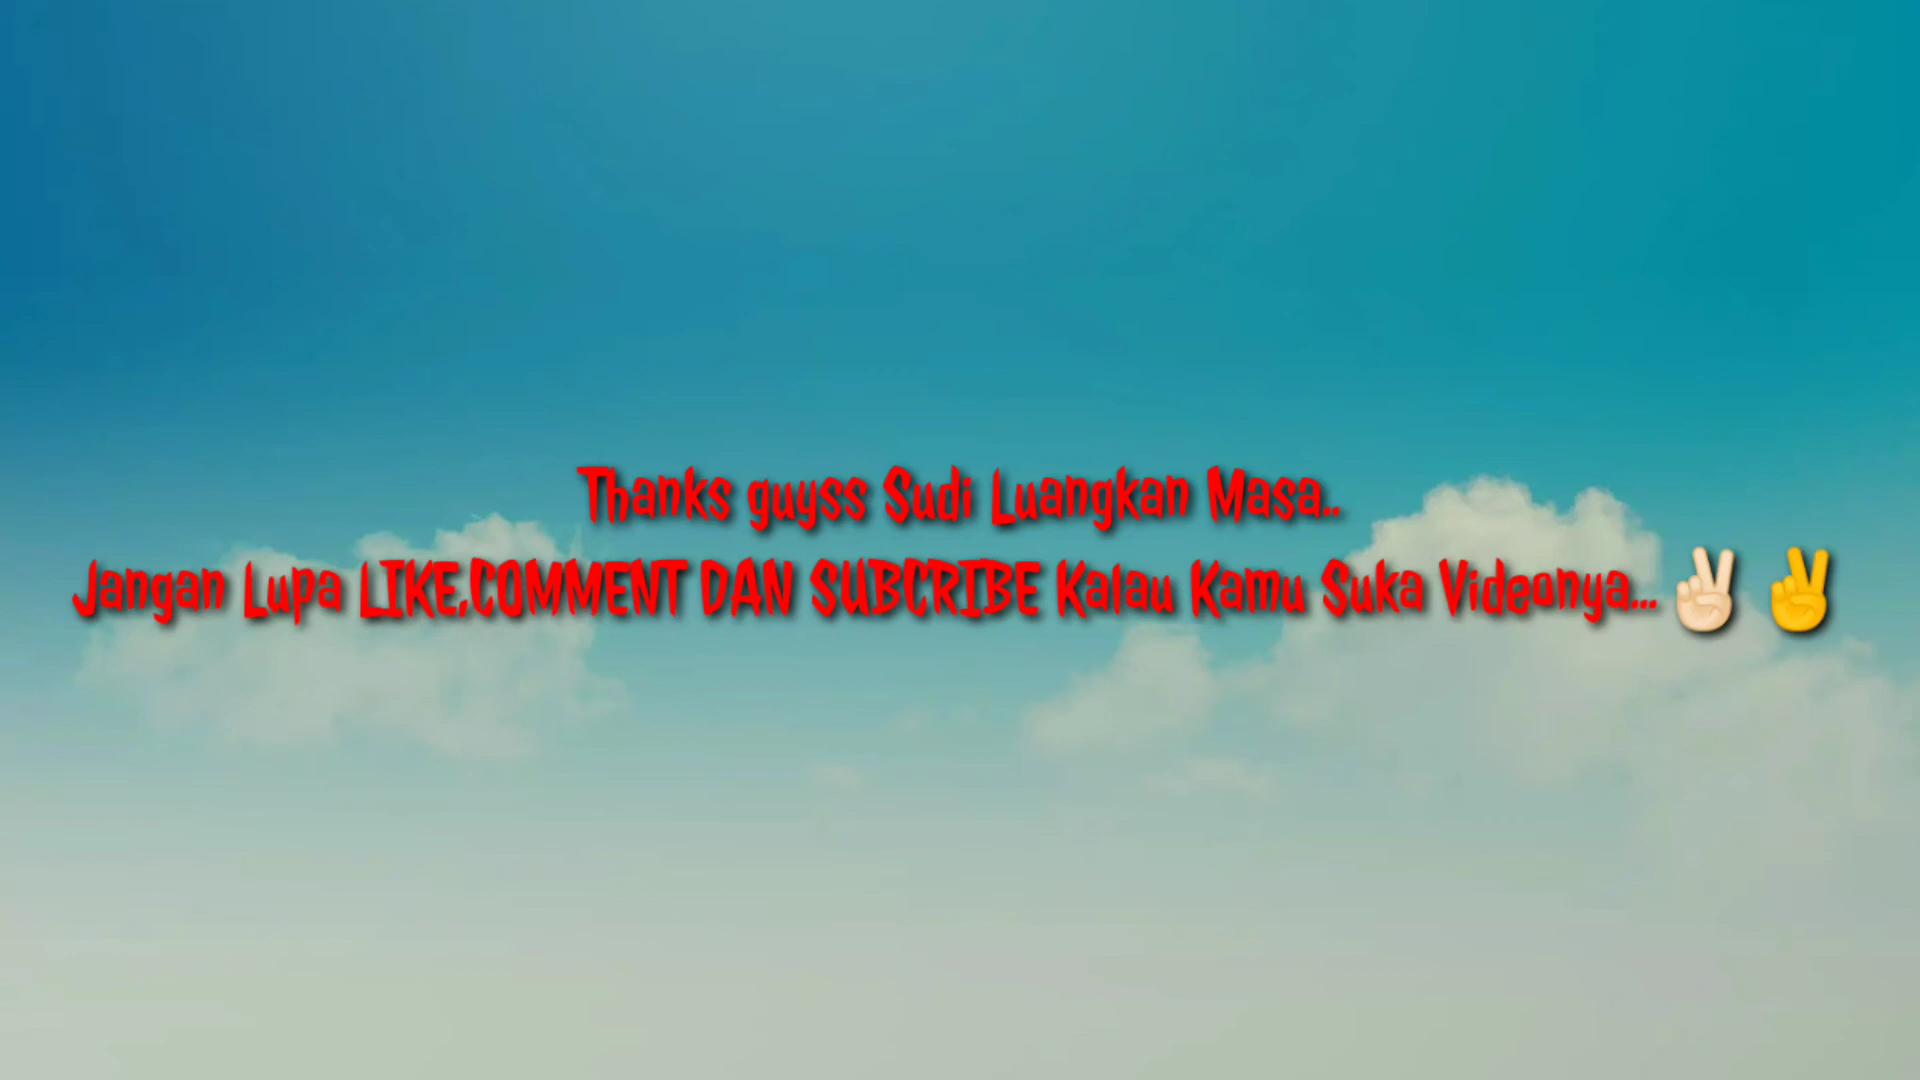 Thanks guyss Sudi Luangkan Masa..
Jangan Lupa LIKE,COMMENT DAN SUBCRIBE Kalau Kamu Suka Videonya...✌🏻✌